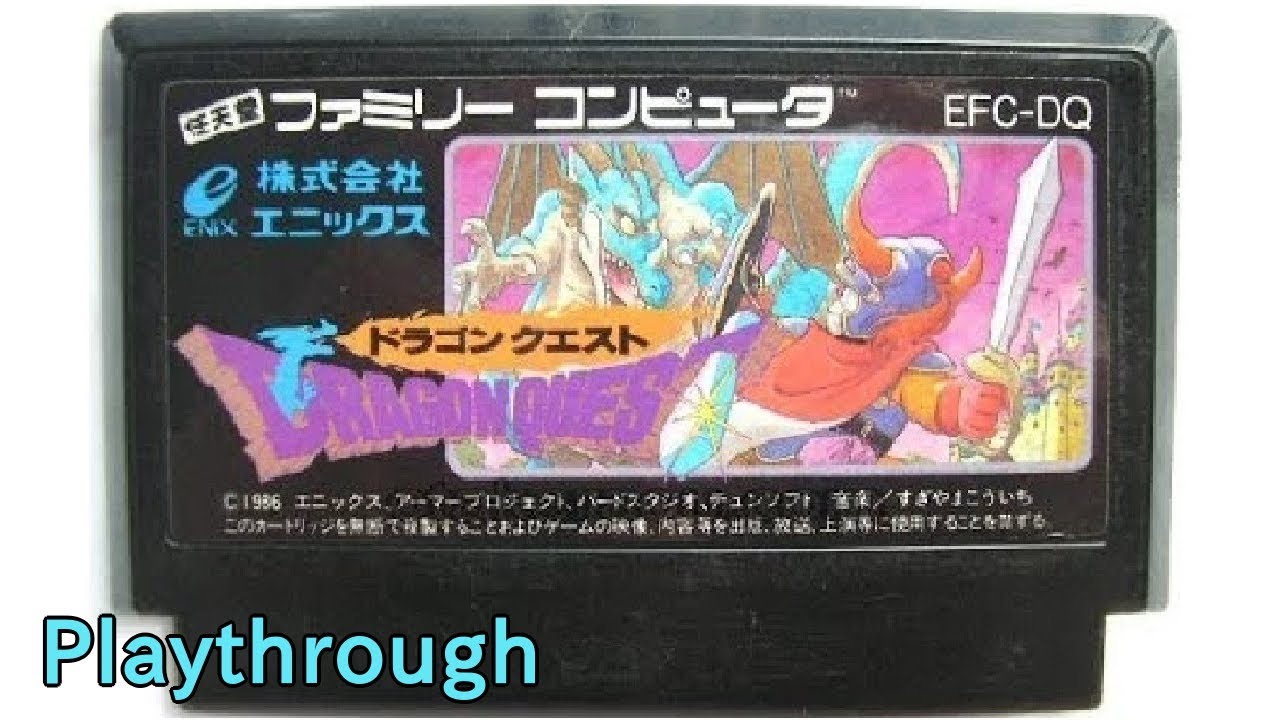 任天堂 ファミリー コンピュータ™ EFC-DQ
e 株式会社
ENIX エニックス
ドラゴンクエスト
DRAGON QUEST
©1986 エニックス、アーマープロジェクト、バードスタジオ、チュンソフト 音楽/すぎやまこういち
このカートリッジを無断で複製することおよびゲームの映像、内容等を出版、放送、上演等に使用することを禁ずる。
Playthrough